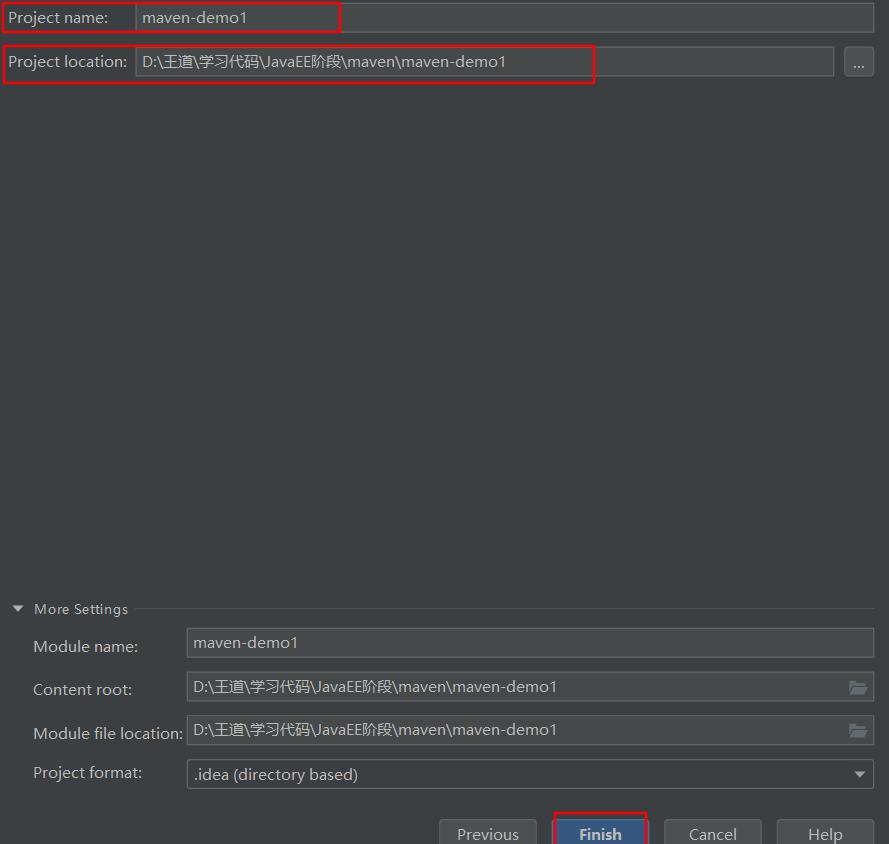 Project name: maven-demo1
Project location: D:\王道\学习代码\JavaEE阶段\maven\maven-demo1 ...
More Settings
Module name: maven-demo1
Content root: D:\王道\学习代码\JavaEE阶段\maven\maven-demo1
Module file location: D:\王道\学习代码\JavaEE阶段\maven\maven-demo1
Project format: .idea (directory based)
Previous Finish Cancel Help